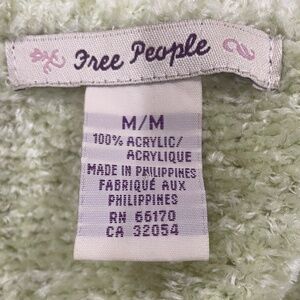 Free People
M/M
100% ACRYLIC/
ACRYLIQUE
MADE IN PHILIPPINES
FABRIQUÉ AUX
PHILIPPINES
RN 66170
CA 32054